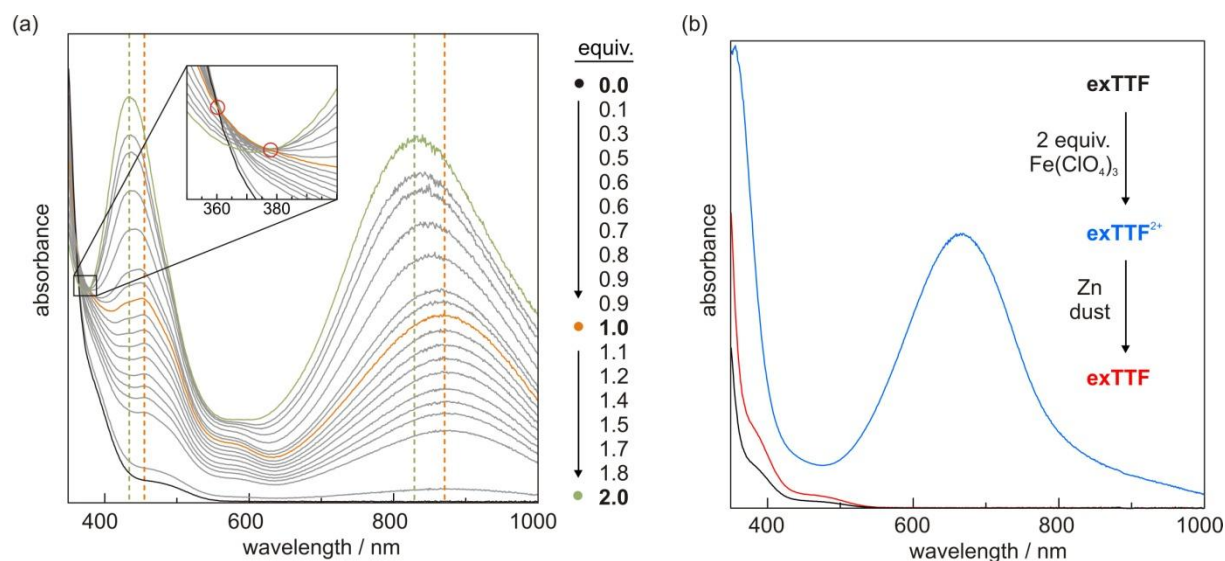 (a)
absorbance
360 380
400 600 800 1000
wavelength / nm
equiv.
0.0
0.1
0.3
0.5
0.6
0.6
0.7
0.8
0.9
0.9
1.0
1.1
1.2
1.4
1.5
1.7
1.8
2.0
(b)
absorbance
exTTF
2 equiv.
Fe(ClO₄)₃
exTTF²⁺
Zn
dust
exTTF
400 600 800 1000
wavelength / nm